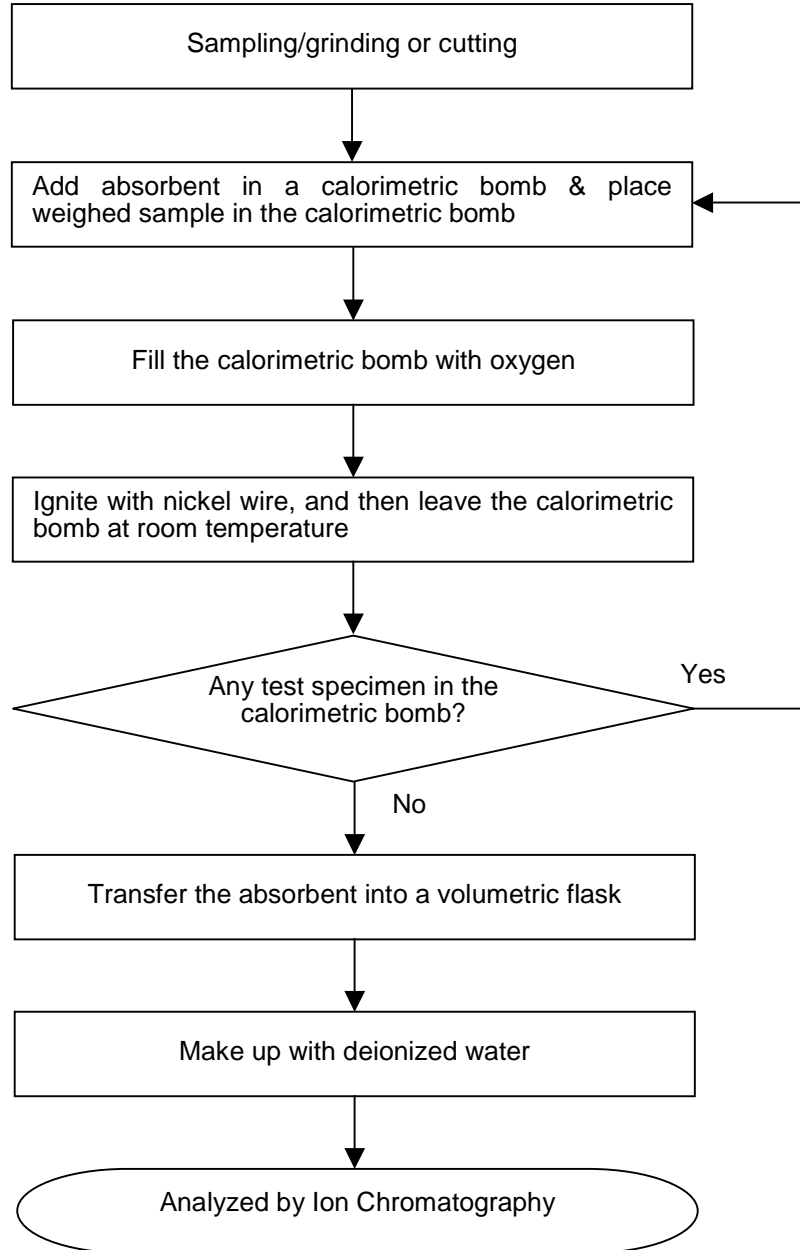 Sampling/grinding or cutting
Add absorbent in a calorimetric bomb & place
weighed sample in the calorimetric bomb
Fill the calorimetric bomb with oxygen
Ignite with nickel wire, and then leave the calorimetric
bomb at room temperature
Any test specimen in the
calorimetric bomb?
Yes
No
Transfer the absorbent into a volumetric flask
Make up with deionized water
Analyzed by Ion Chromatography